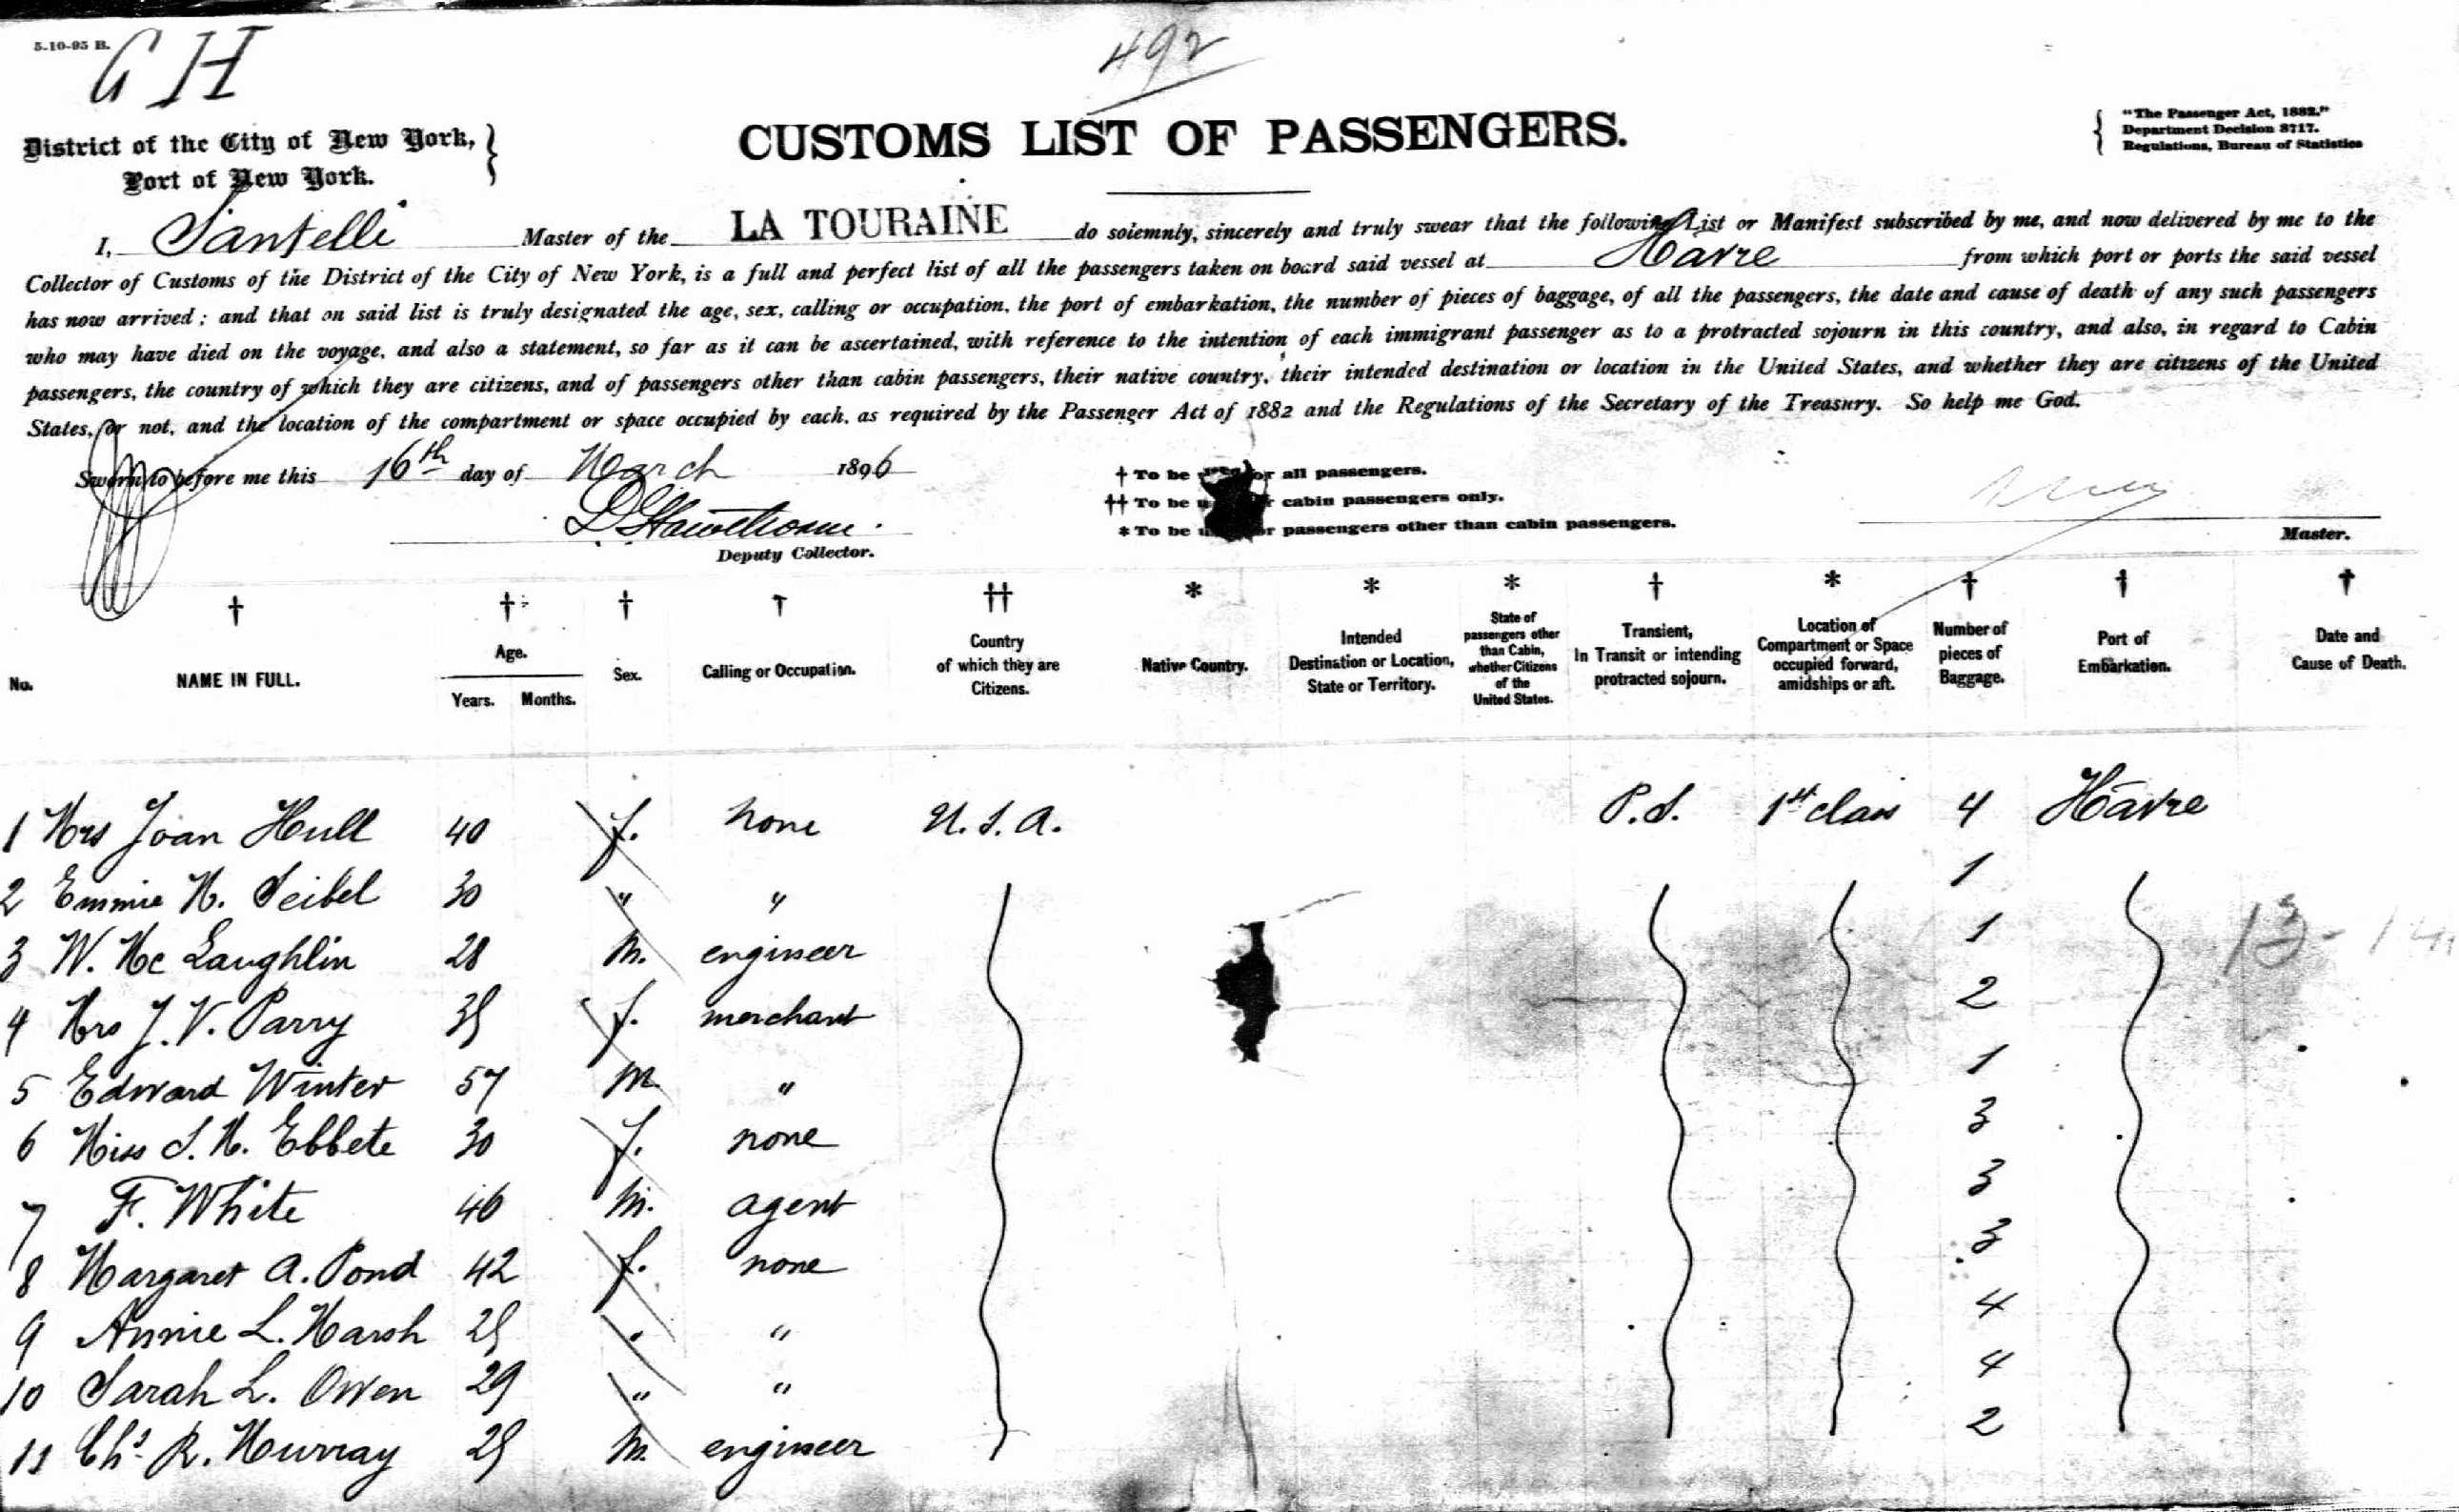 5-10-95 B.
G H
492
District of the City of New York,
Port of New York.
CUSTOMS LIST OF PASSENGERS.
"The Passenger Act, 1882."
Department Decision 8717.
Regulations, Bureau of Statistics
I, Santelli Master of the LA TOURAINE do solemnly, sincerely and truly swear that the following List or Manifest subscribed by me, and now delivered by me to the
Collector of Customs of the District of the City of New York, is a full and perfect list of all the passengers taken on board said vessel at Havre from which port or ports the said vessel
has now arrived; and that on said list is truly designated the age, sex, calling or occupation, the port of embarkation, the number of pieces of baggage, of all the passengers, the date and cause of death of any such passengers
who may have died on the voyage, and also a statement, so far as it can be ascertained, with reference to the intention of each immigrant passenger as to a protracted sojourn in this country, and also, in regard to Cabin
passengers, the country of which they are citizens, and of passengers other than cabin passengers, their native country, their intended destination or location in the United States, and whether they are citizens of the United
States, or not, and the location of the compartment or space occupied by each, as required by the Passenger Act of 1882 and the Regulations of the Secretary of the Treasury. So help me God.
Sworn to before me this 16th day of March 1896
† To be or all passengers.
†† To be cabin passengers only.
* To be or passengers other than cabin passengers.
Deputy Collector.
Master.
† † † † †† * * * † * † † †
No. NAME IN FULL. Age. Years. Months. Sex. Calling or Occupation. Country of which they are Citizens. Native Country. Intended Destination or Location, State or Territory. State of passengers other than Cabin, whether Citizens of the United States. Transient, In Transit or intending protracted sojourn. Location of Compartment or Space occupied forward, amidships or aft. Number of pieces of Baggage. Port of Embarkation. Date and Cause of Death.
1 Mrs Joan Hull 40 f. none U.S.A. P.S. 1st class 4 Havre
2 Emmie M. Seibel 30 " " 1
3 W. Mc Laughlin 28 m. engineer 1
4 Mrs J. V. Parry 35 f. merchant 2
5 Edward Winter 57 m " 1
6 Miss S. M. Ebbete 30 f. none 3
7 F. White 46 m. agent 3
8 Margaret A. Pond 42 f. none 3
9 Annie L. Marsh 25 " " 4
10 Sarah L. Owen 29 " " 4
11 Chs R. Murray 25 m. engineer 2